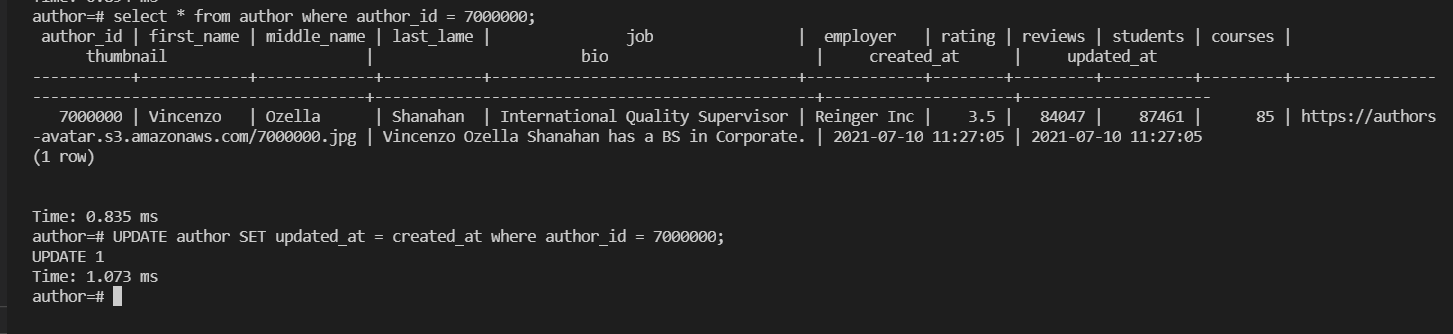 author=# select * from author where author_id = 7000000;
 author_id | first_name | middle_name | last_lame |              job               |  employer   | rating | reviews | students | courses |
        thumbnail                         |                         bio                         |     created_at      |     updated_at
-----------+------------+-------------+-----------+--------------------------------+-------------+--------+---------+----------+---------+----------------
------------------------------------------+---------------------------------------------+---------------------+---------------------
   7000000 | Vincenzo   | Ozella      | Shanahan  | International Quality Supervisor | Reinger Inc |    3.5 |   84047 |    87461 |      85 | https://authors
-avatar.s3.amazonaws.com/7000000.jpg | Vincenzo Ozella Shanahan has a BS in Corporate. | 2021-07-10 11:27:05 | 2021-07-10 11:27:05
(1 row)
Time: 0.835 ms
author=# UPDATE author SET updated_at = created_at where author_id = 7000000;
UPDATE 1
Time: 1.073 ms
author=#